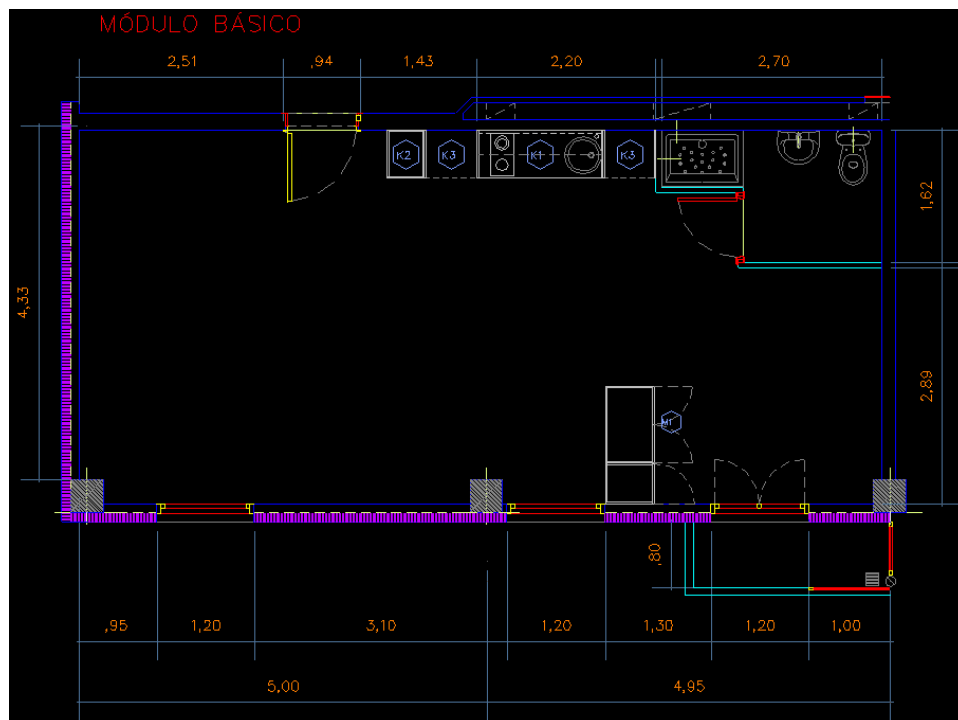 MÓDULO BÁSICO
2,51 ,94 1,43 2,20 2,70
K2 K3 K1 K3
1,62
4,33
2,89
M1
,80
,95 1,20 3,10 1,20 1,30 1,20 1,00
5,00 4,95